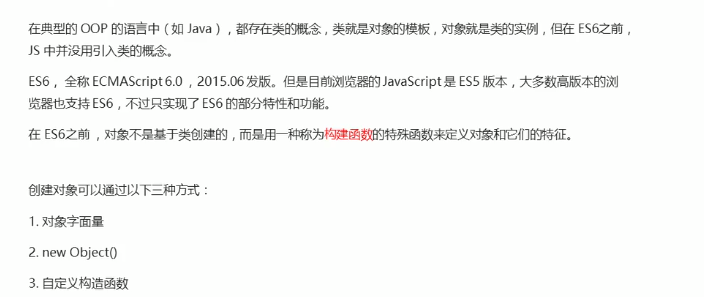 在典型的 OOP 的语言中（如 Java），都存在类的概念，类就是对象的模板，对象就是类的实例，但在 ES6之前，
JS 中并没用引入类的概念。
ES6， 全称 ECMAScript 6.0 ，2015.06 发版。但是目前浏览器的 JavaScript 是 ES5 版本，大多数高版本的浏
览器也支持 ES6，不过只实现了 ES6 的部分特性和功能。
在 ES6之前 ，对象不是基于类创建的，而是用一种称为构建函数的特殊函数来定义对象和它们的特征。
创建对象可以通过以下三种方式：
1. 对象字面量
2. new Object()
3. 自定义构造函数